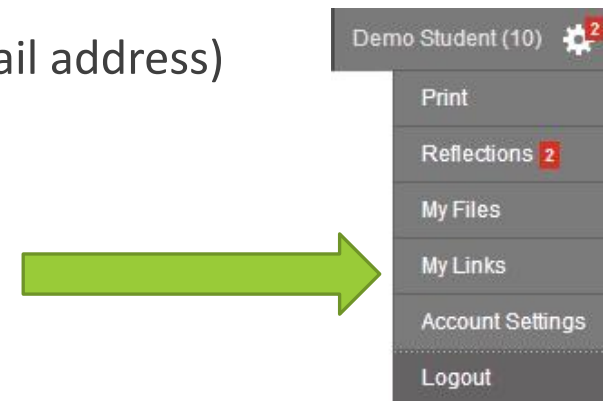 ail address)
Demo Student (10) 2
Print
Reflections 2
My Files
My Links
Account Settings
Logout